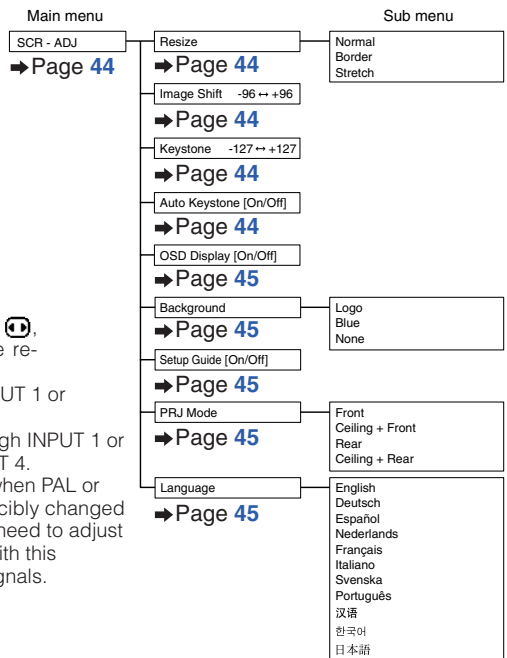 Main menu
Sub menu
SCR - ADJ
➡Page 44
Resize
➡Page 44
Normal
Border
Stretch
Image Shift -96 ↔ +96
➡Page 44
Keystone -127 ↔ +127
➡Page 44
Auto Keystone [On/Off]
➡Page 44
OSD Display [On/Off]
➡Page 45
Background
➡Page 45
Logo
Blue
None
Setup Guide [On/Off]
➡Page 45
PRJ Mode
➡Page 45
Front
Ceiling + Front
Rear
Ceiling + Rear
Language
➡Page 45
English
Deutsch
Español
Nederlands
Français
Italiano
Svenska
Português
汉语
한국어
日本語
,
e re-
UT 1 or
gh INPUT 1 or
T 4.
when PAL or
cibly changed
need to adjust
ith this
gnals.